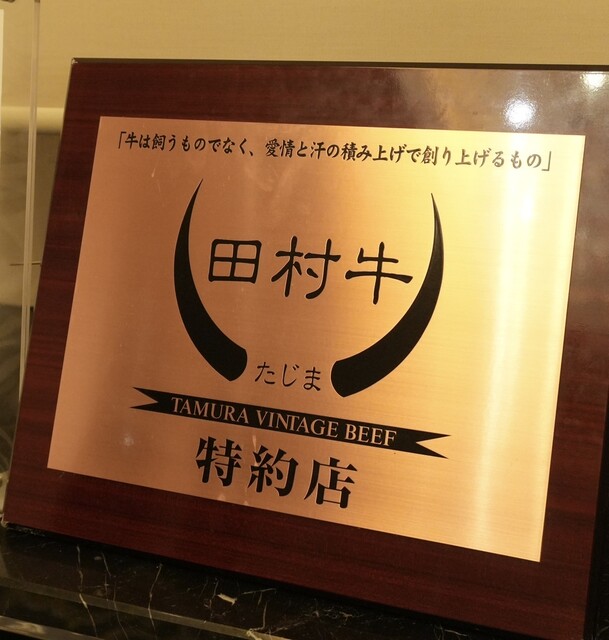 「牛は飼うものでなく、愛情と汗の積み上げで創り上げるもの」
田村牛
たじま
TAMURA VINTAGE BEEF
特約店